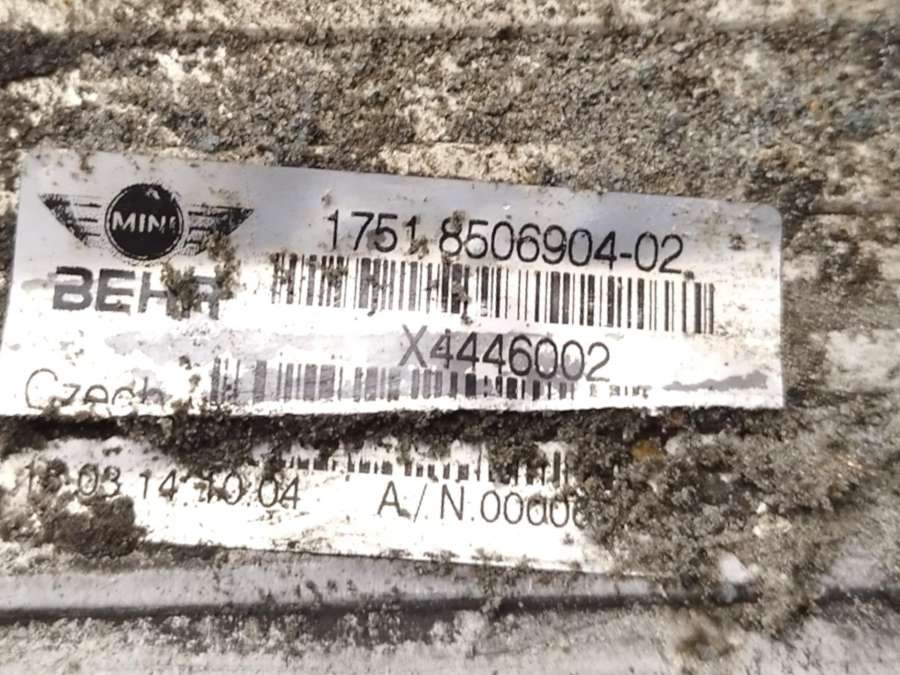 MINI
1751 8506904-02
BEHR
X4446002
Czech
03 14 10:04
A/N.000